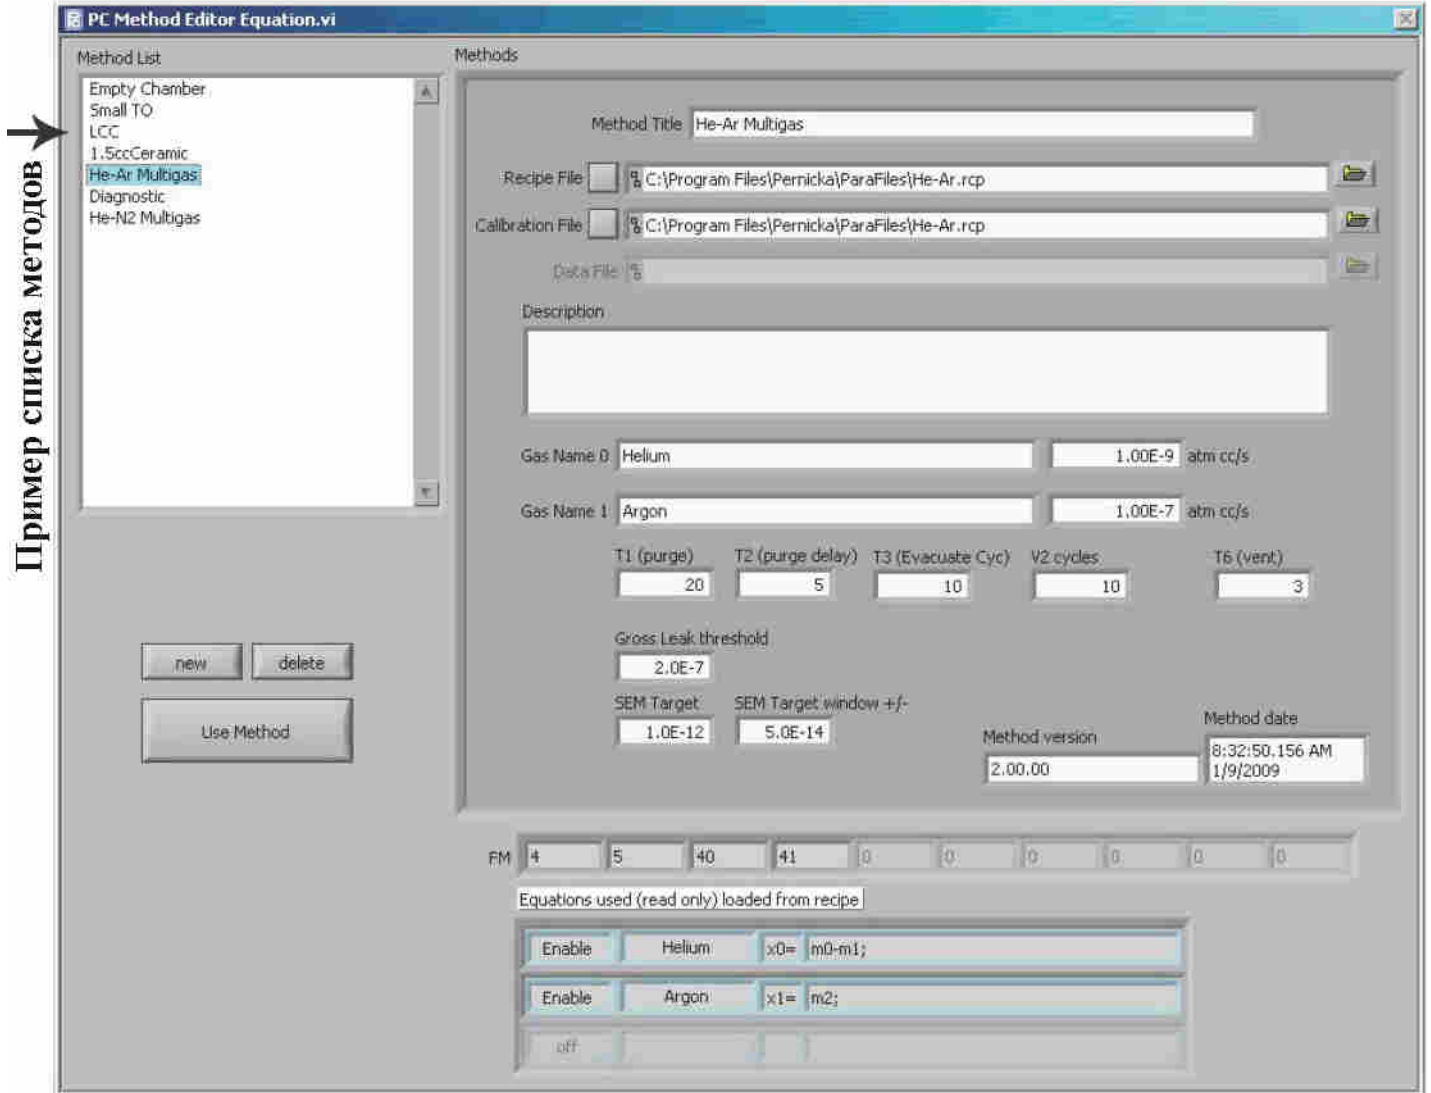 PC Method Editor Equation.vi
Пример списка методов
Method List
Empty Chamber
Small TO
LCC
1.5ccCeramic
He-Ar Multigas
Diagnostic
He-N2 Multigas
new delete
Use Method
Methods
Method Title He-Ar Multigas
Recipe File C:\Program Files\Pernicka\ParaFiles\He-Ar.rcp
Calibration File C:\Program Files\Pernicka\ParaFiles\He-Ar.rcp
Data File
Description
Gas Name 0 Helium 1.00E-9 atm cc/s
Gas Name 1 Argon 1.00E-7 atm cc/s
T1 (purge) T2 (purge delay) T3 (Evacuate Cyc) V2 cycles T6 (vent)
20 5 10 10 3
Gross Leak threshold
2.0E-7
SEM Target SEM Target window +/-
1.0E-12 5.0E-14
Method version Method date
2.00.00 8:32:50.156 AM
1/9/2009
FM 4 5 40 41 0 0 0 0 0 0
Equations used (read only) loaded from recipe
Enable Helium x0= m0-m1;
Enable Argon x1= m2;
off